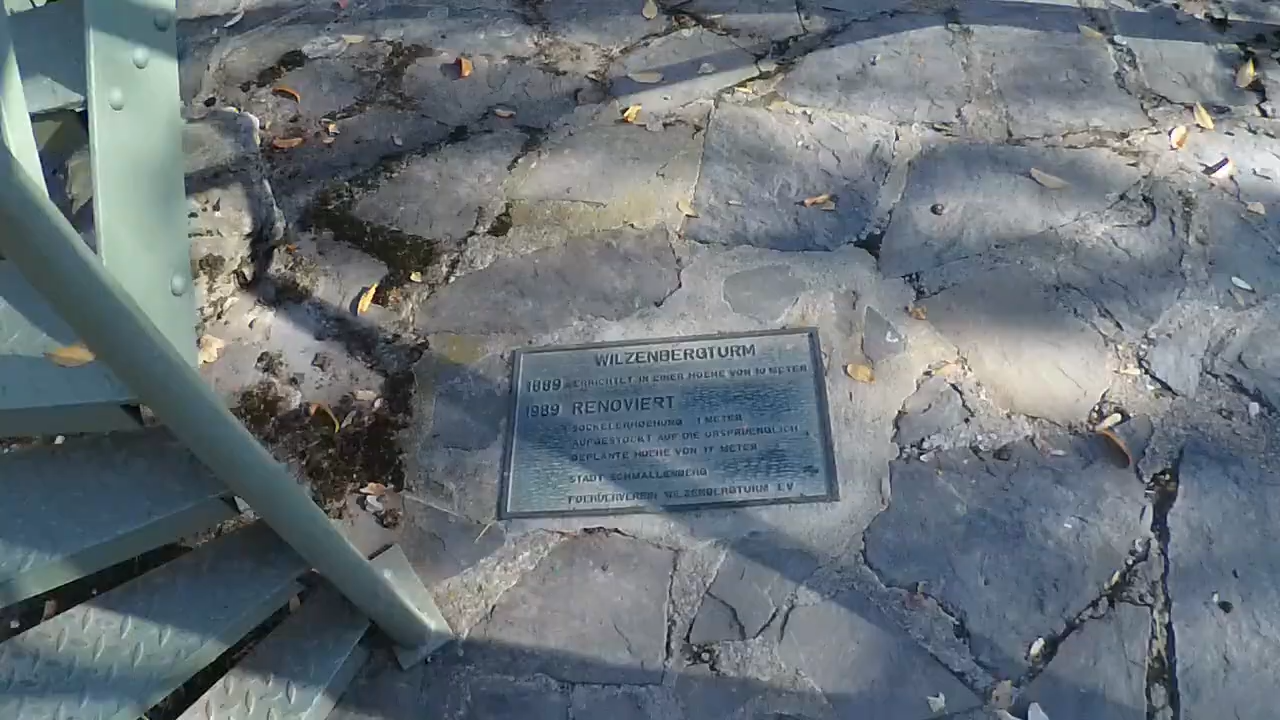 WILZENBERGTURM
1889 ERRICHTET IN EINER HOEHE VON 10 METER
1989 RENOVIERT
SOCKELERHOEHUNG 1 METER
AUFGESTOCKT AUF DIE URSPRUENGLICH
GEPLANTE HOEHE VON 17 METER
STADT SCHMALLENBERG
FOERDERVEREIN WILZENBERGTURM E.V